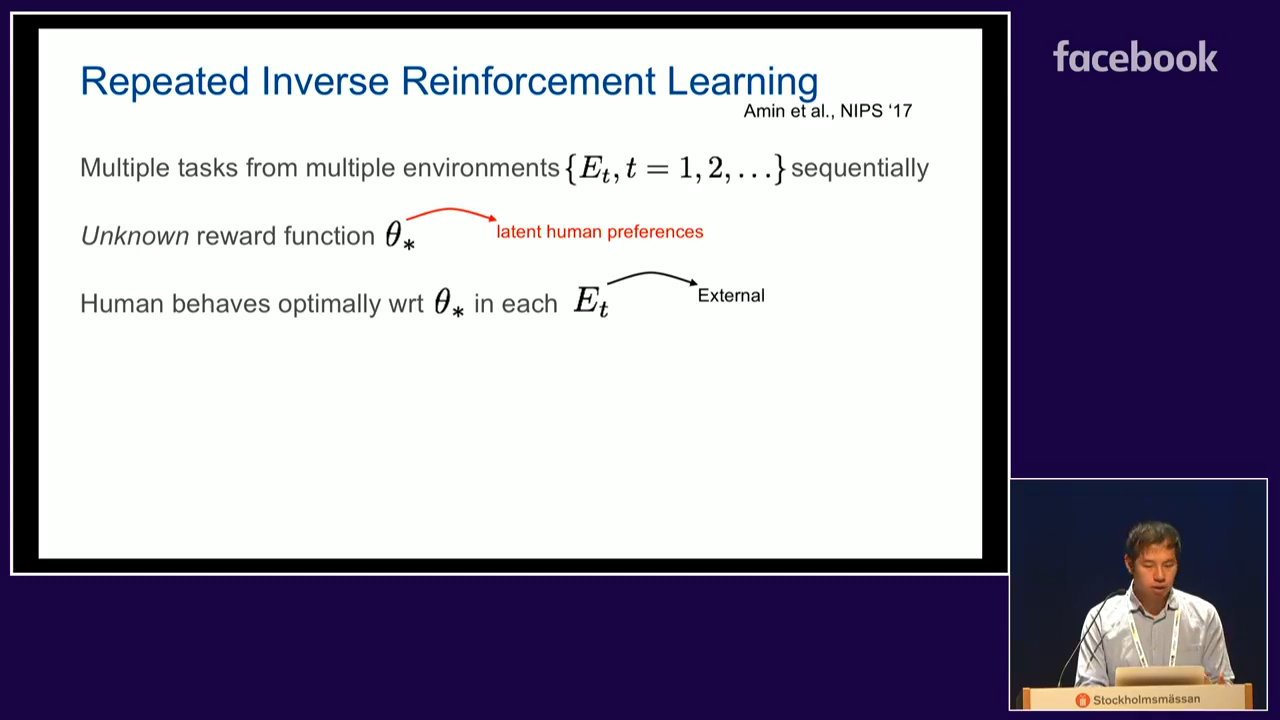 facebook
Repeated Inverse Reinforcement Learning
Amin et al., NIPS ‘17
Multiple tasks from multiple environments {E_t, t = 1, 2, . . .} sequentially
Unknown reward function θ_* latent human preferences
Human behaves optimally wrt θ_* in each E_t External
Stockholmsmässan